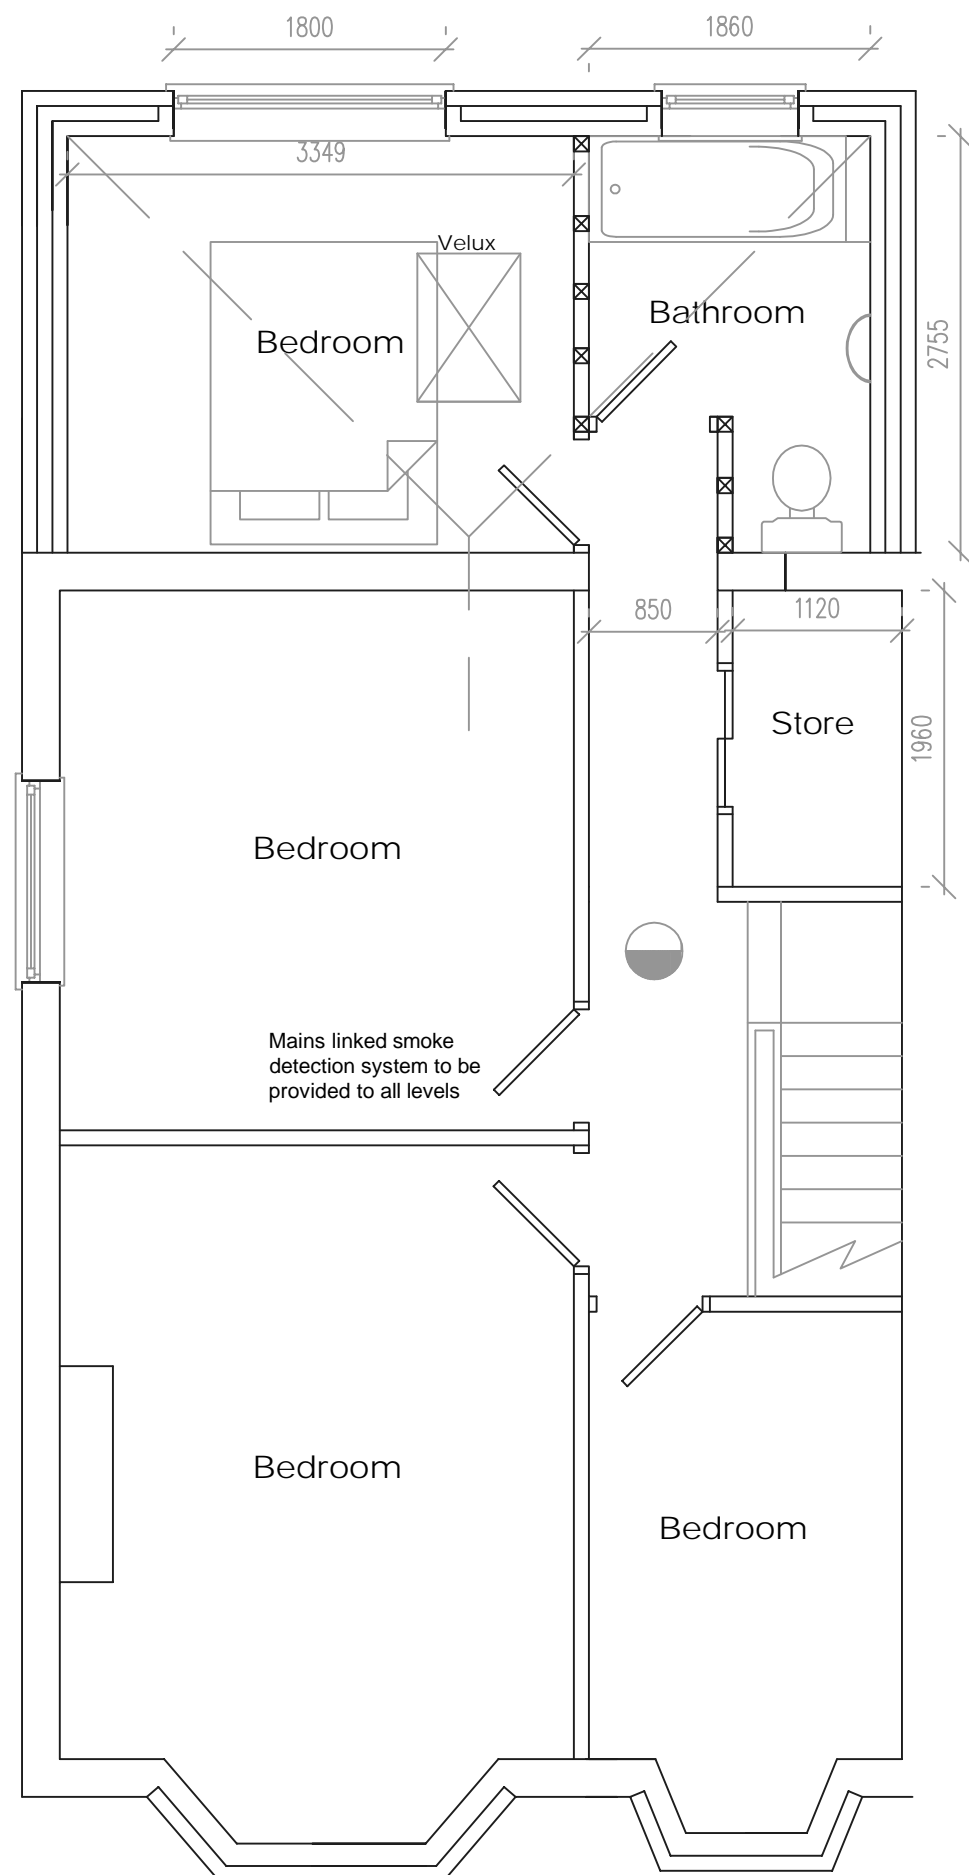 1800
1860
3349
Velux
Bathroom
Bedroom
2755
850
1120
Store
1960
Bedroom
Mains linked smoke
detection system to be
provided to all levels
Bedroom
Bedroom